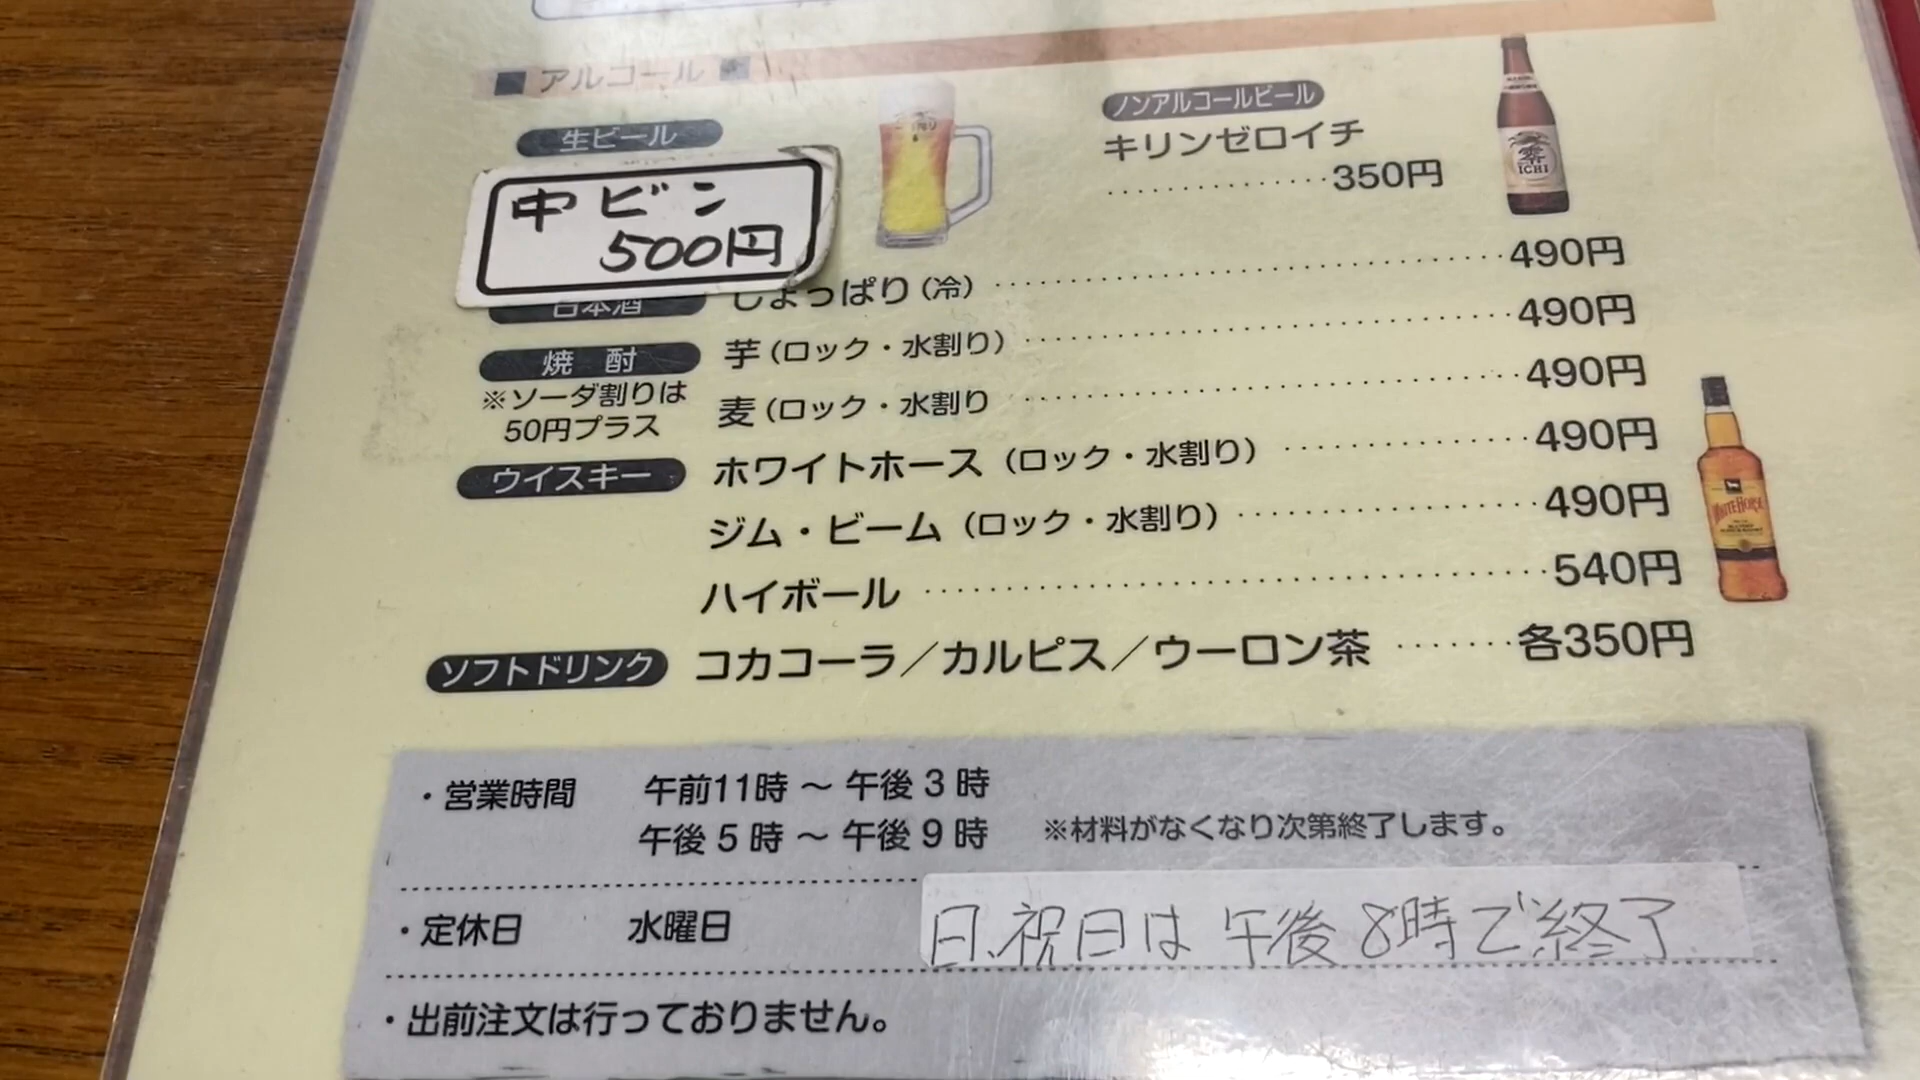 ■ アルコール ■
生ビール
中ビン
500円
ノンアルコールビール
キリンゼロイチ
350円
零
ICHI
日本酒 しょっぱり(冷) 490円
焼酎 芋(ロック・水割り) 490円
※ソーダ割りは
50円プラス
麦(ロック・水割り 490円
ウイスキー ホワイトホース(ロック・水割り) 490円
ジム・ビーム(ロック・水割り) 490円
ハイボール 540円
WHITE HORSE
ソフトドリンク コカコーラ/カルピス/ウーロン茶 各350円
・営業時間 午前11時 ～ 午後3時
午後5時 ～ 午後9時 ※材料がなくなり次第終了します。
・定休日 水曜日 日、祝日は午後8時で終了
・出前注文は行っておりません。